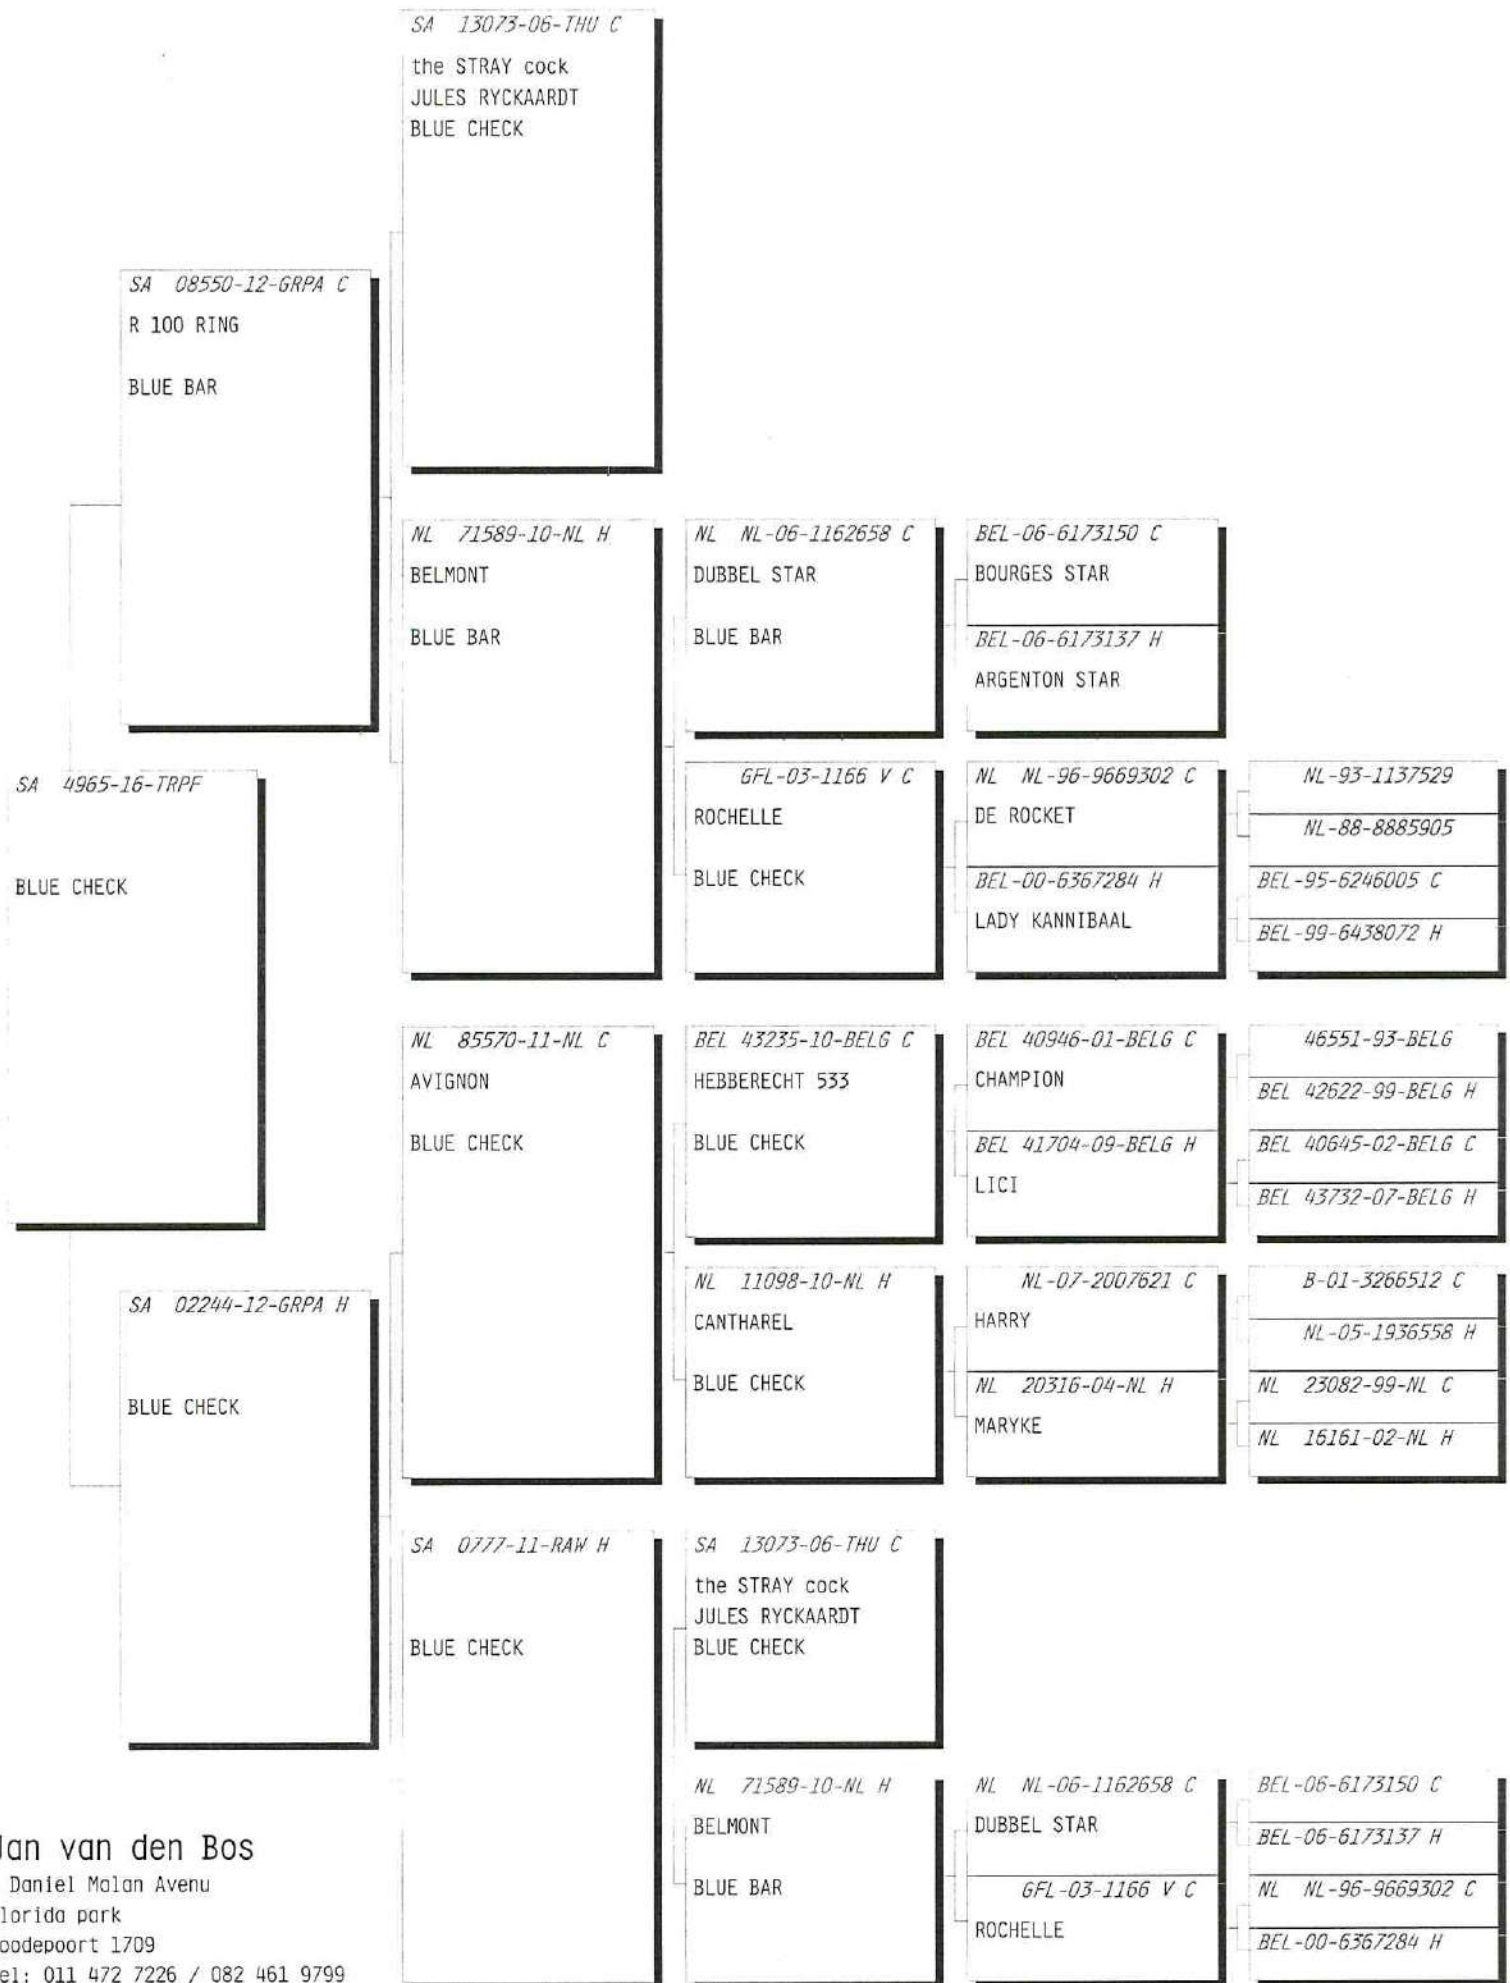 SA 13073-06-THU C
the STRAY cock
JULES RYCKAARDT
BLUE CHECK
SA 08550-12-GRPA C
R 100 RING
BLUE BAR
NL 71589-10-NL H
BELMONT
BLUE BAR
NL NL-06-1162658 C
DUBBEL STAR
BLUE BAR
BEL-06-6173150 C
BOURGES STAR
BEL-06-6173137 H
ARGENTON STAR
GFL-03-1166 V C
ROCHELLE
BLUE CHECK
NL NL-96-9669302 C
DE ROCKET
BEL-00-6367284 H
LADY KANNIBAAL
NL-93-1137529
NL-88-8885905
BEL-95-6246005 C
BEL-99-6438072 H
SA 4965-16-TRPF
BLUE CHECK
NL 85570-11-NL C
AVIGNON
BLUE CHECK
BEL 43235-10-BELG C
HEBBERECHT 533
BLUE CHECK
BEL 40946-01-BELG C
CHAMPION
BEL 41704-09-BELG H
LICI
46551-93-BELG
BEL 42622-99-BELG H
BEL 40645-02-BELG C
BEL 43732-07-BELG H
NL 11098-10-NL H
CANTHAREL
BLUE CHECK
NL-07-2007621 C
HARRY
NL 20316-04-NL H
MARYKE
B-01-3266512 C
NL-05-1936558 H
NL 23082-99-NL C
NL 16161-02-NL H
SA 02244-12-GRPA H
BLUE CHECK
SA 0777-11-RAW H
BLUE CHECK
SA 13073-06-THU C
the STRAY cock
JULES RYCKAARDT
BLUE CHECK
NL 71589-10-NL H
BELMONT
BLUE BAR
NL NL-06-1162658 C
DUBBEL STAR
GFL-03-1166 V C
ROCHELLE
BEL-06-6173150 C
BEL-06-6173137 H
NL NL-96-9669302 C
BEL-00-6367284 H
Jan van den Bos
Daniel Malan Avenu
lorida park
oodepoort 1709
el: 011 472 7226 / 082 461 9799